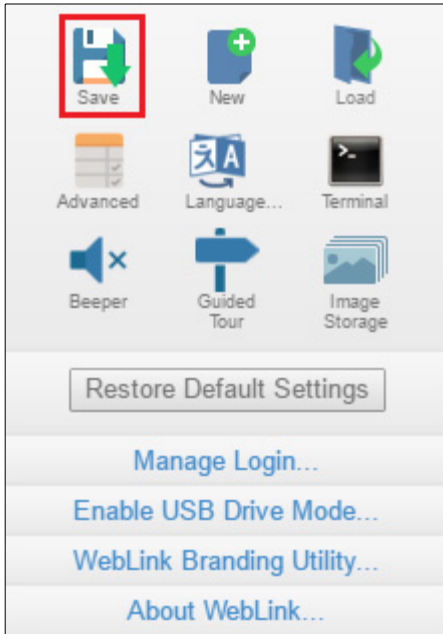 Save New Load
Advanced Language... Terminal
Beeper Guided Tour Image Storage
Restore Default Settings
Manage Login...
Enable USB Drive Mode...
WebLink Branding Utility...
About WebLink...